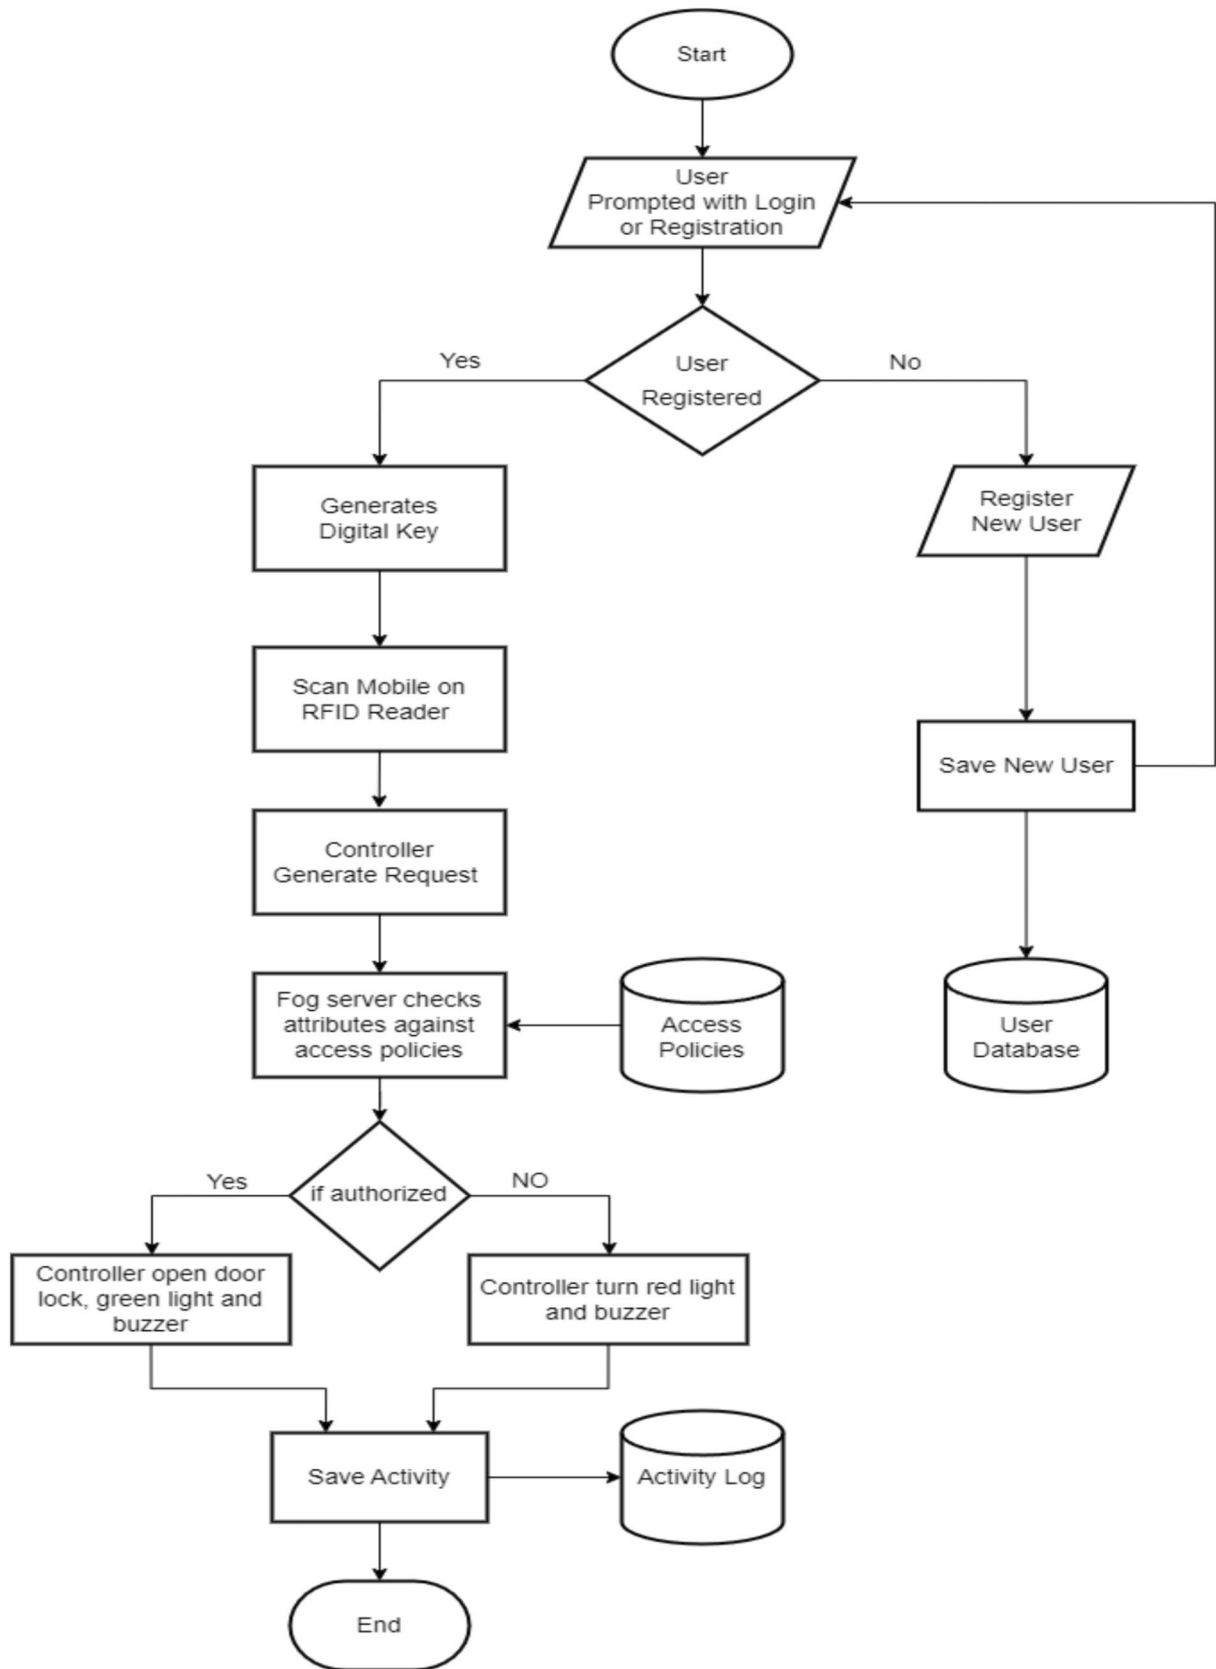 Start
User
Prompted with Login
or Registration
Yes
No
User
Registered
Generates
Digital Key
Register
New User
Scan Mobile on
RFID Reader
Save New User
Controller
Generate Request
Fog server checks
attributes against
access policies
Access
Policies
User
Database
Yes
NO
if authorized
Controller open door
lock, green light and
buzzer
Controller turn red light
and buzzer
Save Activity
Activity Log
End